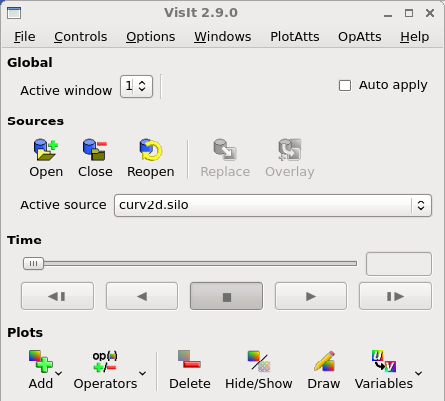 VisIt 2.9.0
File Controls Options Windows PlotAtts OpAtts Help
Global
Active window 1 Auto apply
Sources
Open Close Reopen Replace Overlay
Active source curv2d.silo
Time
Plots
op(x)
+/-
U
V
Add Operators Delete Hide/Show Draw Variables